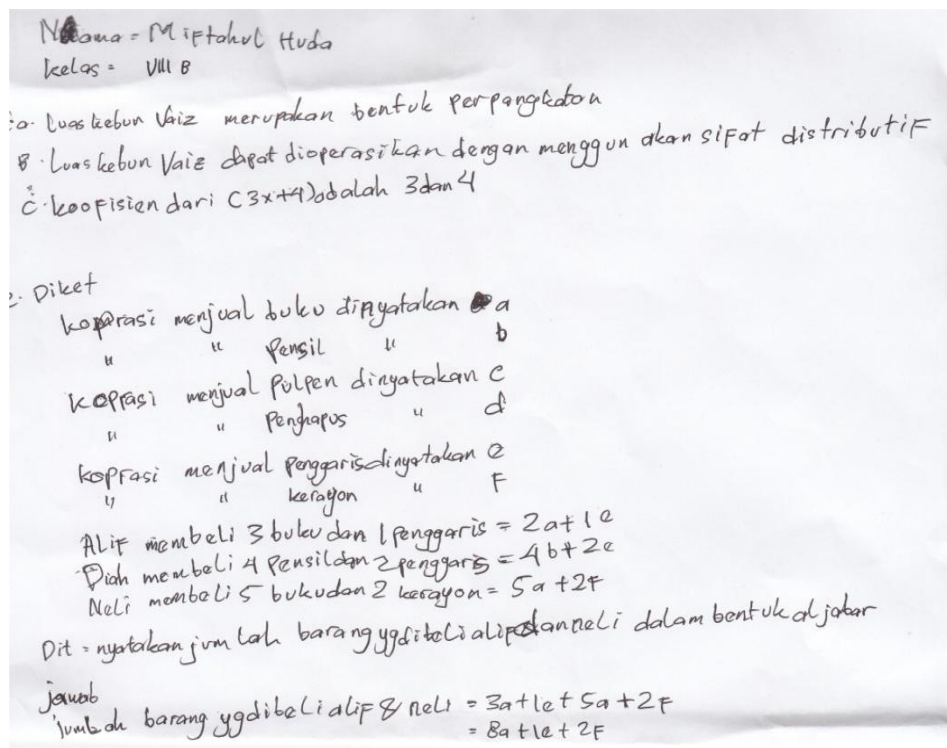 Nama = Miftahul Huda
Kelas = VIII B
a. Luas kebun Vaiz merupakan bentuk perpangkaton
B. Luas kebun Vaiz dapat dioperasikan dengan menggunakan sifat distributif
C. koofisien dari (3x+4) adalah 3 dan 4
2. Diket
koprasi menjual buku dinyatakan a
" " Pensil " b
koprasi menjual Pulpen dinyatakan c
" " Penghapus " d
koprasi menjual Penggaris dinyatakan e
" " kerayon " F
ALIF membeli 3 buku dan 1 Penggaris = 2a+1e
Diah membeli 4 Pensil dan 2 penggaris = 4b+2e
Neli membeli 5 buku dan 2 kerayon = 5a+2F
Dit = nyatakan jumlah barang yg dibeli alif dan neli dalam bentuk aljabar
jawab
jumlah barang yg dibeli alif & neli = 3a+1e+5a+2F
= 8a+1e+2F